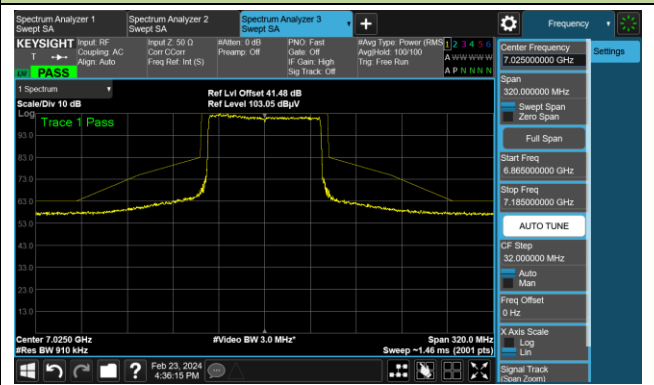 Spectrum Analyzer 1
Swept SA
Spectrum Analyzer 2
Swept SA
Spectrum Analyzer 3
Swept SA
Frequency
KEYSIGHT
Input: RF
Coupling: AC
Align: Auto
Input Z: 50 Ω
Corr CCorr
Freq Ref: Int (S)
#Atten: 0 dB
Preamp: Off
PNO: Fast
Gate: Off
IF Gain: High
Sig Track: Off
#Avg Type: Power (RMS
Avg|Hold: 100/100
Trig: Free Run
1 2 3 4 5 6
A W W W W W
A P N N N N
T
PASS
1 Spectrum
Scale/Div 10 dB
Ref Lvl Offset 41.48 dB
Ref Level 103.05 dBµV
Log
Trace 1 Pass
93.0
83.0
73.0
63.0
53.0
43.0
33.0
23.0
13.0
Center 7.0250 GHz
#Res BW 910 kHz
#Video BW 3.0 MHz*
Span 320.0 MHz
Sweep ~1.46 ms (2001 pts)
Center Frequency
7.025000000 GHz
Settings
Span
320.000000 MHz
Swept Span
Zero Span
Full Span
Start Freq
6.865000000 GHz
Stop Freq
7.185000000 GHz
AUTO TUNE
CF Step
32.000000 MHz
Auto
Man
Freq Offset
0 Hz
X Axis Scale
Log
Lin
Signal Track
(Span Zoom)
Feb 23, 2024
4:36:15 PM